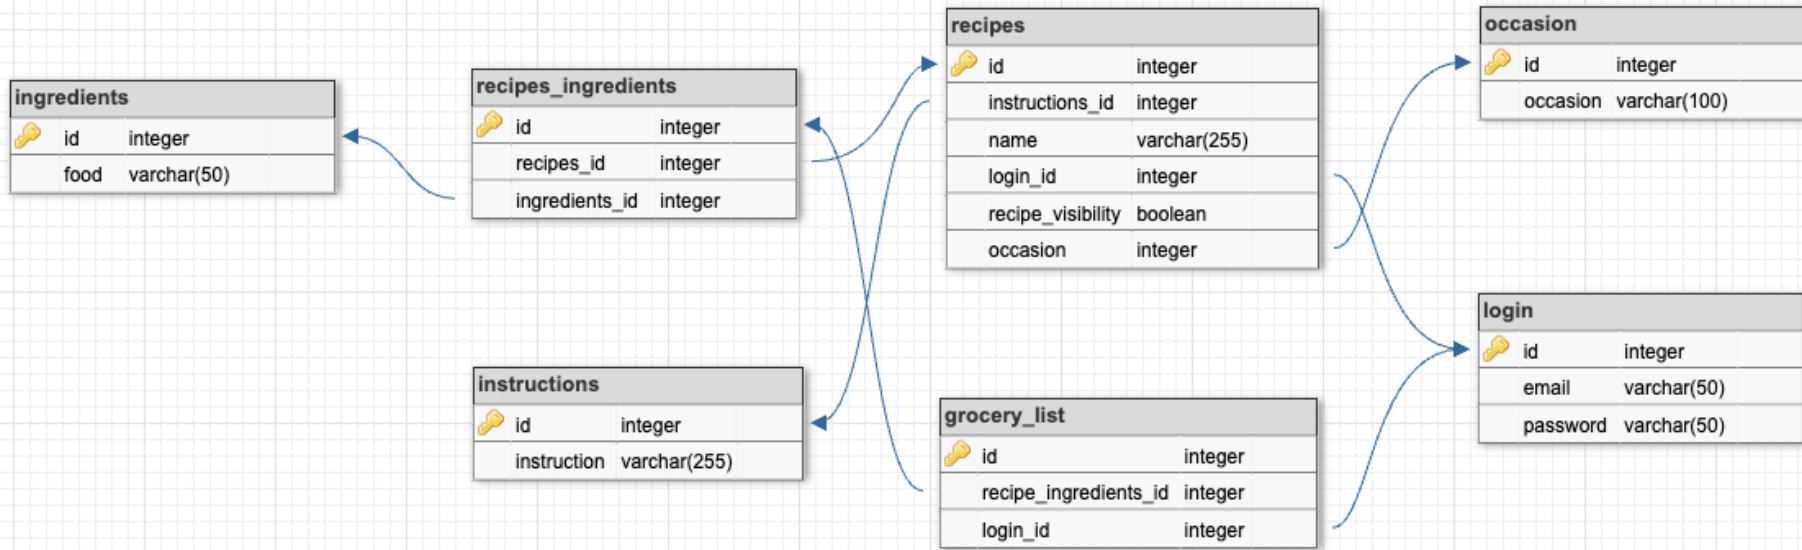 ingredients
id integer
food varchar(50)
recipes_ingredients
id integer
recipes_id integer
ingredients_id integer
instructions
id integer
instruction varchar(255)
recipes
id integer
instructions_id integer
name varchar(255)
login_id integer
recipe_visibility boolean
occasion integer
grocery_list
id integer
recipe_ingredients_id integer
login_id integer
occasion
id integer
occasion varchar(100)
login
id integer
email varchar(50)
password varchar(50)